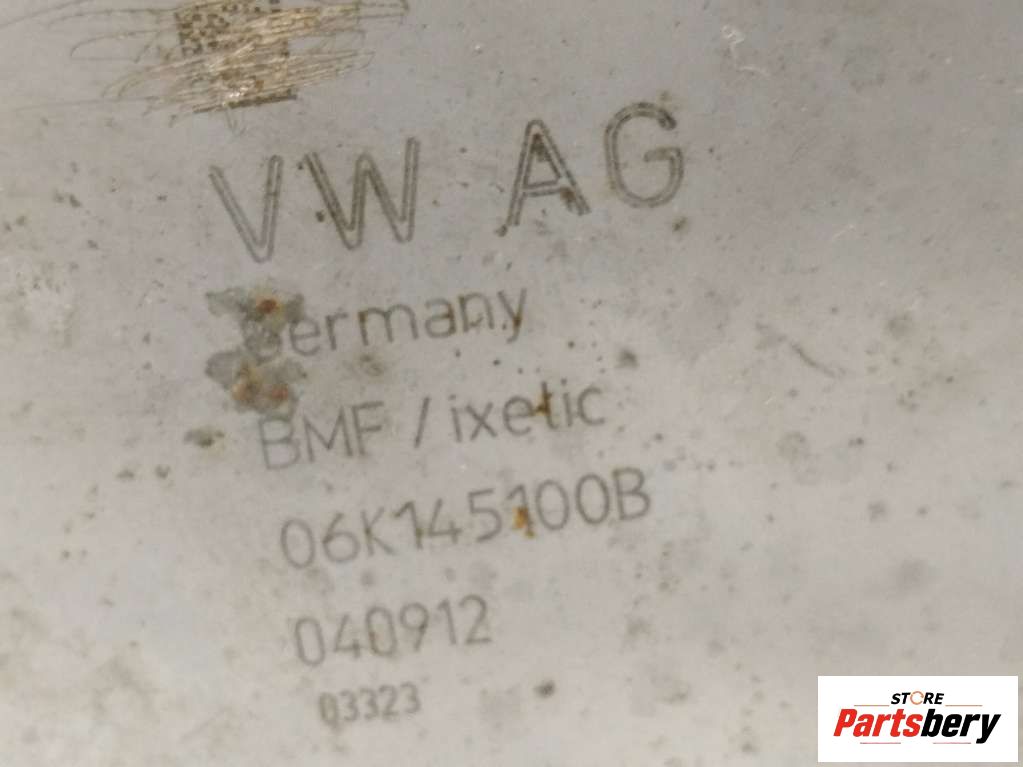 VW AG
Germany
BMF / ixetic
06K145100B
040912
03323
STORE
Partsbery